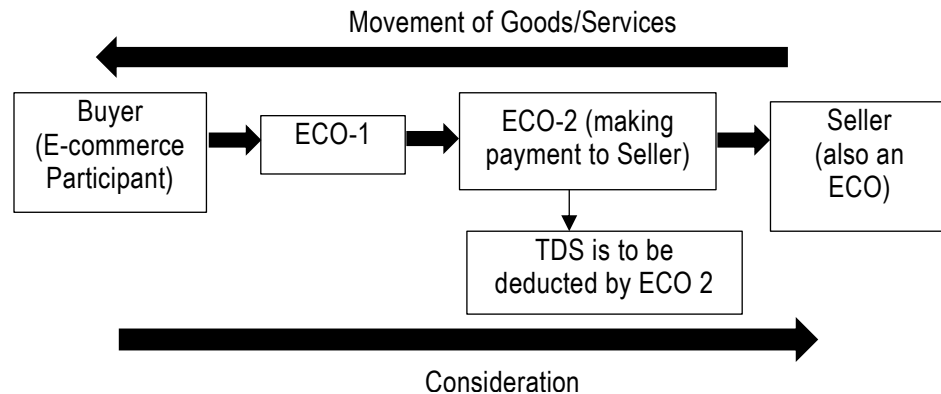 Movement of Goods/Services
Buyer
(E-commerce
Participant)
ECO-1
ECO-2 (making
payment to Seller)
Seller
(also an
ECO)
TDS is to be
deducted by ECO 2
Consideration